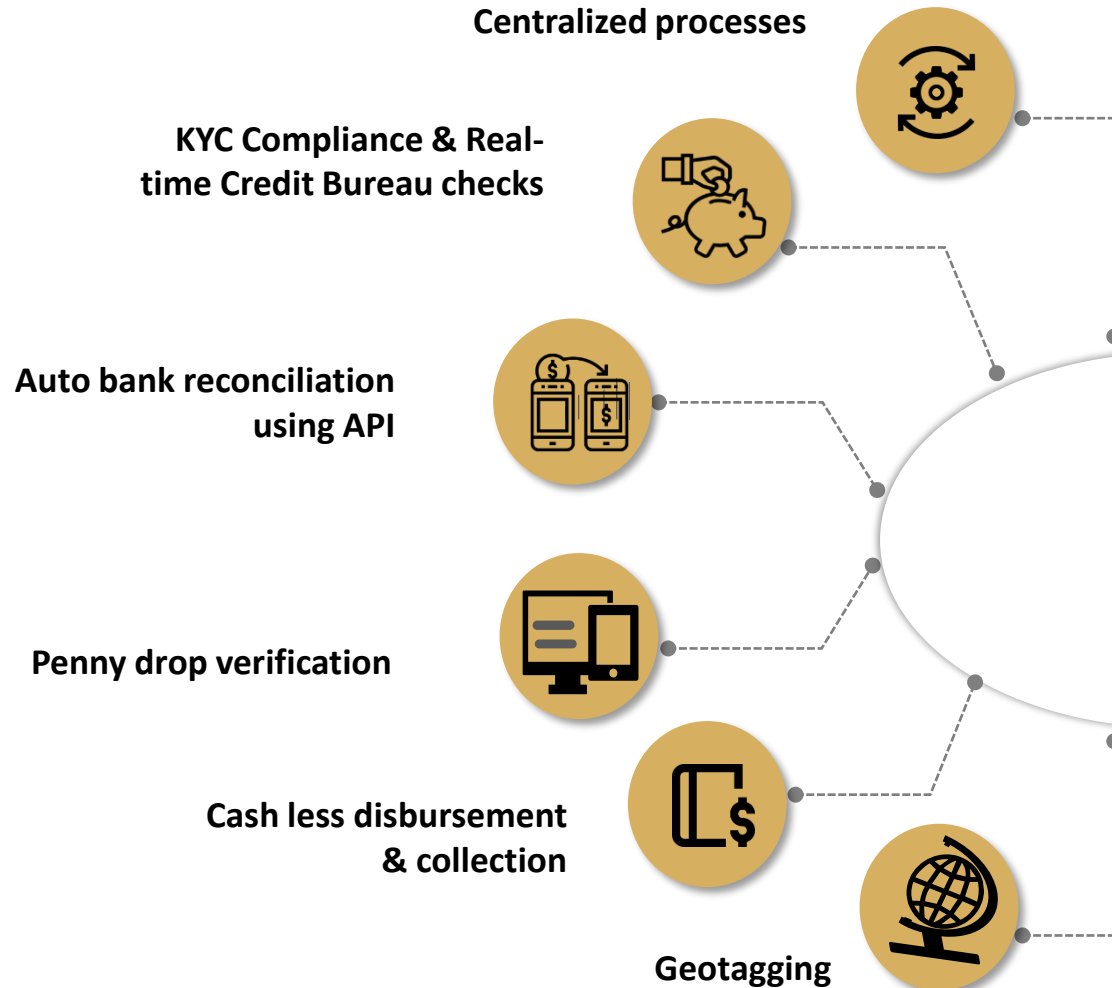 Centralized processes
KYC Compliance & Real-
time Credit Bureau checks
Auto bank reconciliation
using API
Penny drop verification
Cash less disbursement
& collection
Geotagging